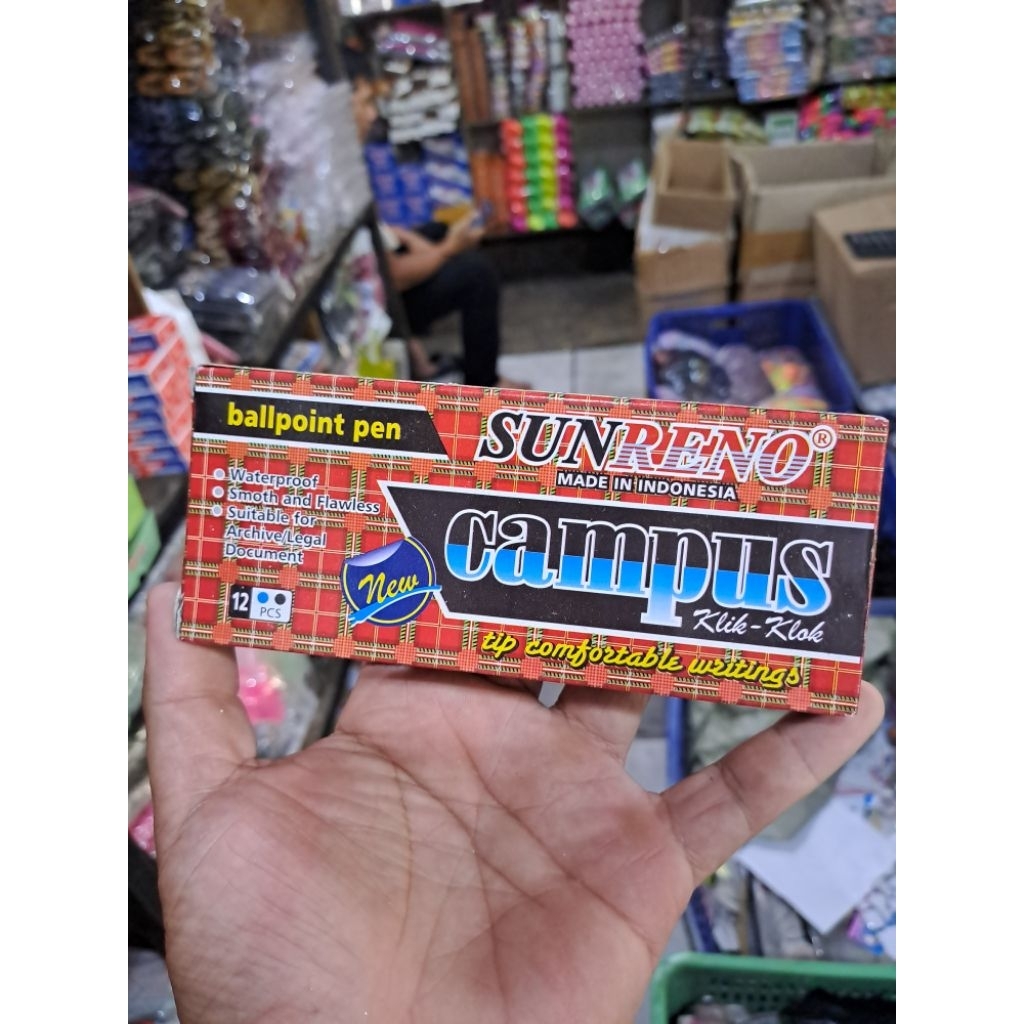 ballpoint pen
SUNRENO®
MADE IN INDONESIA
Waterproof
Smoth and Flawless
Suitable for
Archive/Legal
Document
campus
New
Klik-Klok
12
PCS
tip comfortable writings